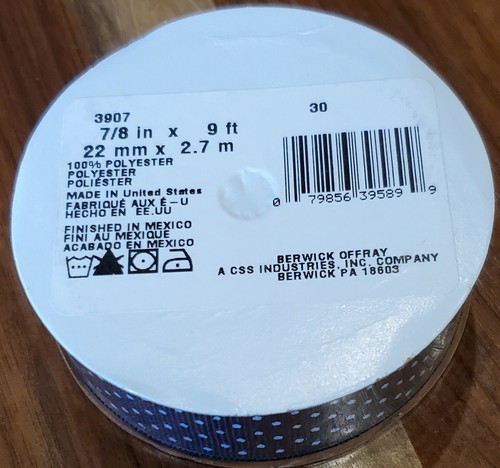 3907
30
7/8 in x 9 ft
22 mm x 2.7 m
100% POLYESTER
POLYESTER
POLIÉSTER
MADE IN United States
FABRIQUÉ AUX É-U
HECHO EN EE.UU
FINISHED IN MEXICO
FINI AU MEXIQUE
ACABADO EN MEXICO
0 79856 39589 9
BERWICK OFFRAY
A CSS INDUSTRIES, INC. COMPANY
BERWICK PA 18603